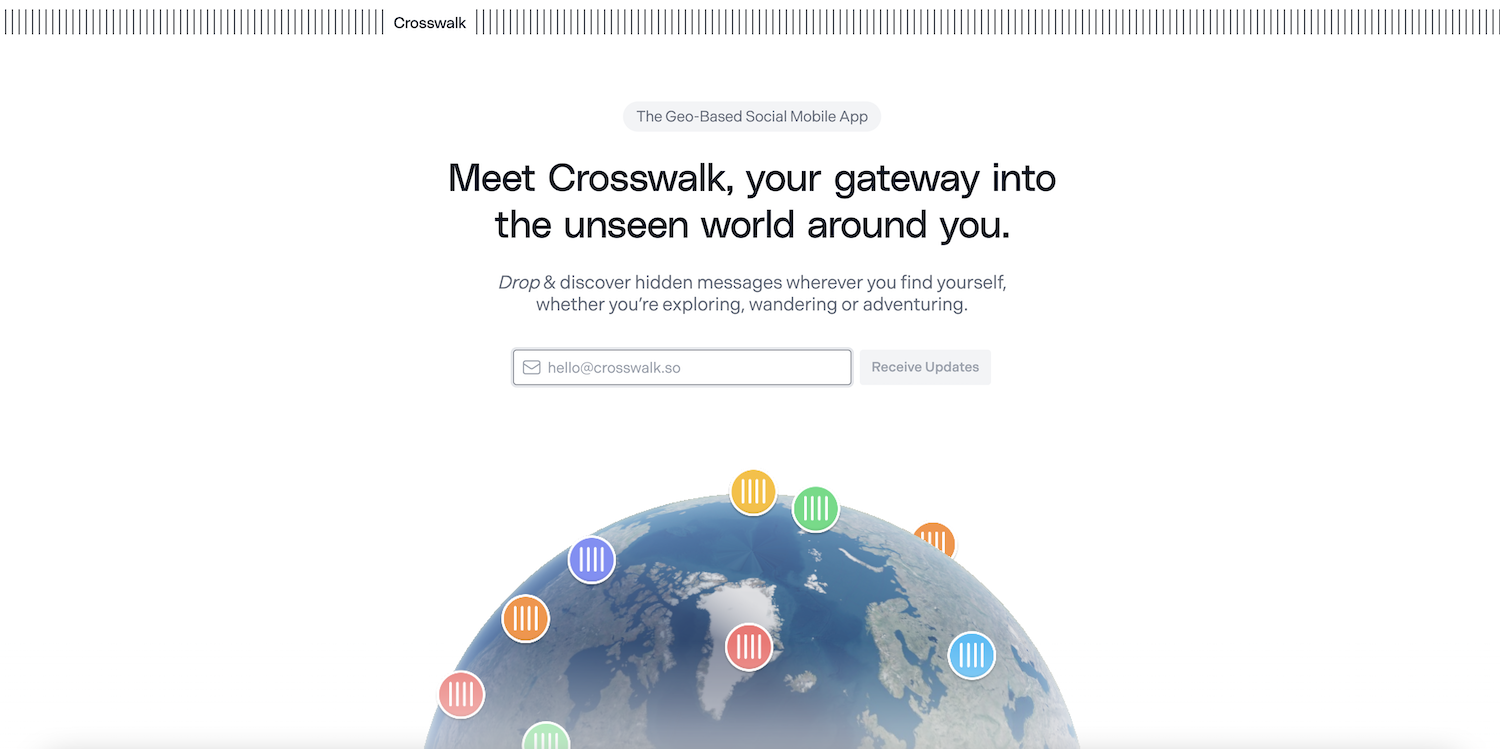 Crosswalk
The Geo-Based Social Mobile App
Meet Crosswalk, your gateway into
the unseen world around you.
Drop & discover hidden messages wherever you find yourself,
whether you’re exploring, wandering or adventuring.
hello@crosswalk.so
Receive Updates